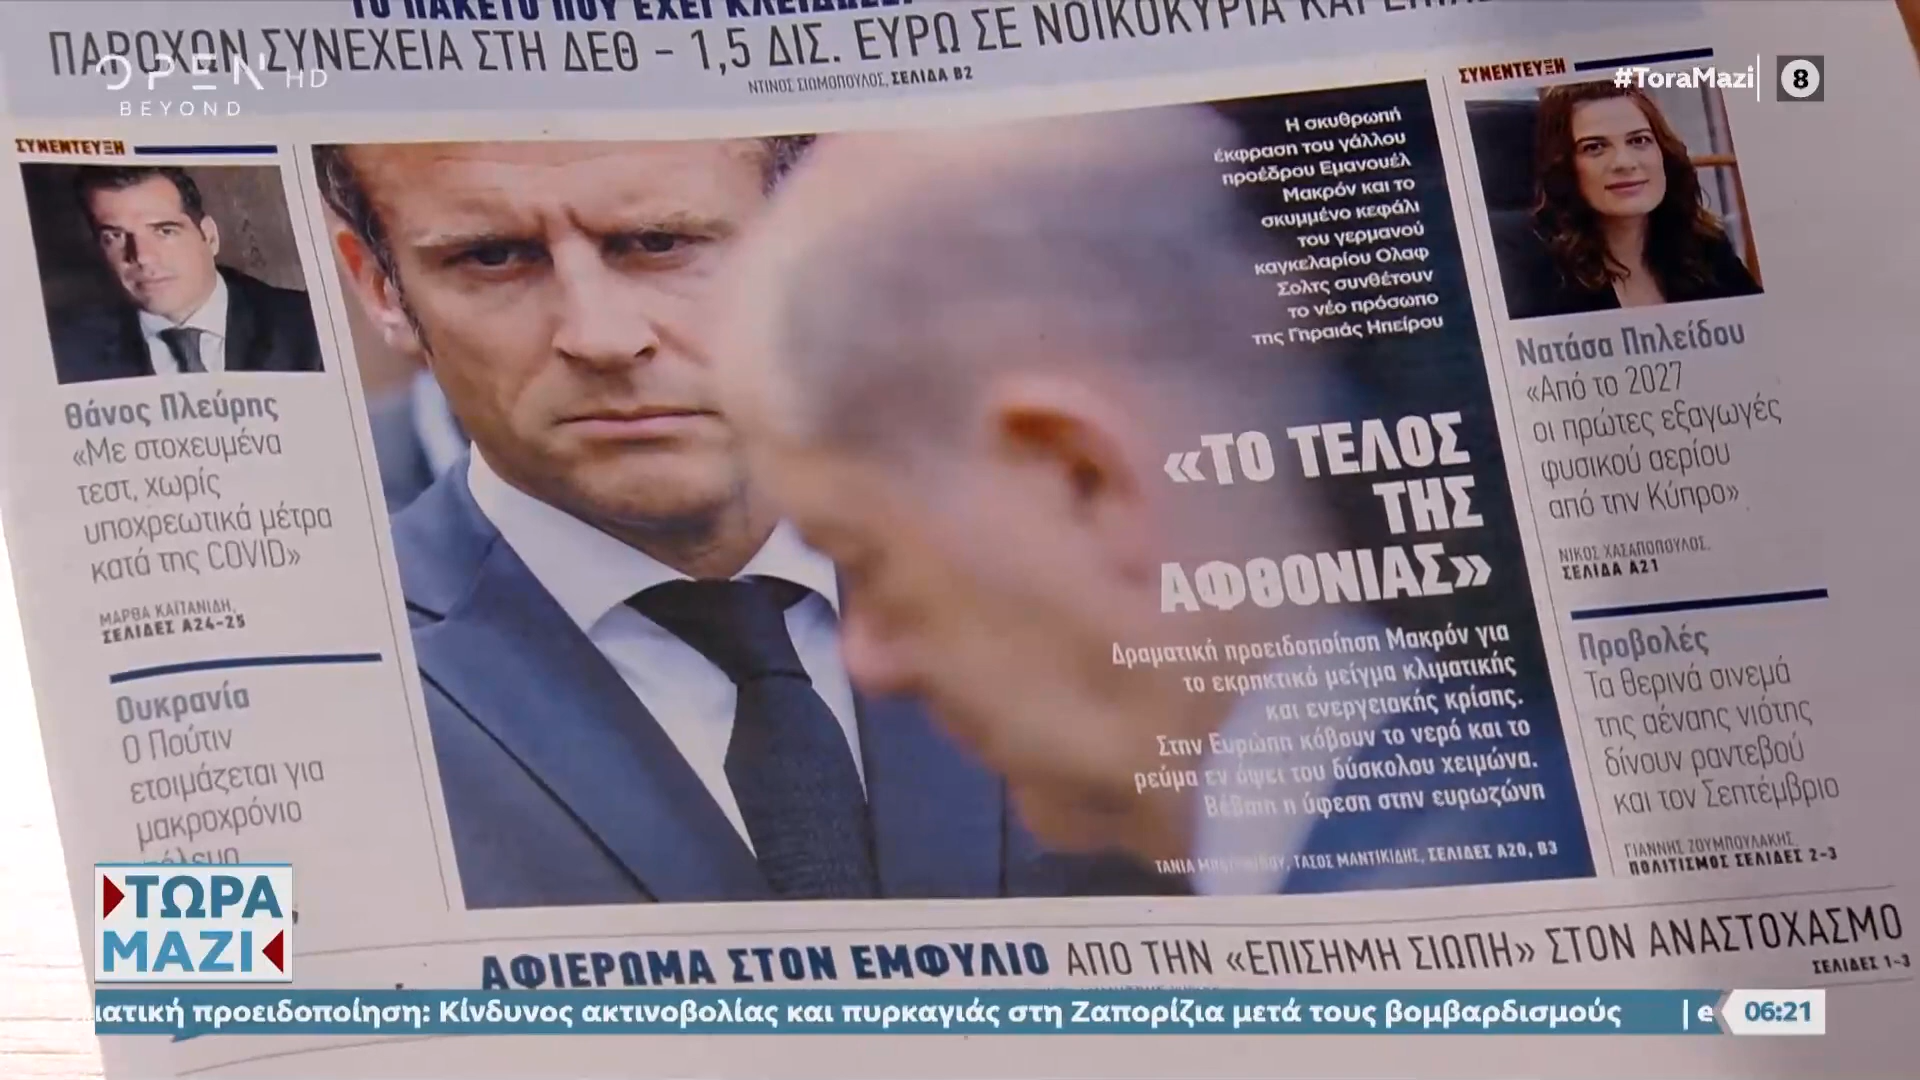 ΤΟ ΠΑΚΕΤΟ ΠΟΥ ΕΧΕΙ
ΠΑΡΟΧΩΝ ΣΥΝΕΧΕΙΑ ΣΤΗ ΔΕΘ – 1,5 ΔΙΣ. ΕΥΡΩ ΣΕ ΝΟΙΚΟΚΥΡΙΑ ΚΑΙ
ΝΤΙΝΟΣ ΣΙΩΜΟΠΟΥΛΟΣ, ΣΕΛΙΔΑ Β2
OPEN HD
BEYOND
#ToraMazi
8
ΣΥΝΕΝΤΕΥΞΗ
Θάνος Πλεύρης
«Με στοχευμένα
τεστ, χωρίς
υποχρεωτικά μέτρα
κατά της COVID»
ΜΑΡΘΑ ΚΑΪΤΑΝΙΔΗ,
ΣΕΛΙΔΕΣ Α24-25
Ουκρανία
Ο Πούτιν
ετοιμάζεται για
μακροχρόνιο
πόλεμο
Η σκυθρωπή
έκφραση του γάλλου
προέδρου Εμανουέλ
Μακρόν και το
σκυμμένο κεφάλι
του γερμανού
καγκελαρίου Ολαφ
Σολτς συνθέτουν
το νέο πρόσωπο
της Γηραιάς Ηπείρου
«ΤΟ ΤΕΛΟΣ
ΤΗΣ
ΑΦΘΟΝΙΑΣ»
Δραματική προειδοποίηση Μακρόν για
το εκρηκτικό μείγμα κλιματικής
και ενεργειακής κρίσης.
Στην Ευρώπη κόβουν το νερό και το
ρεύμα εν όψει του δύσκολου χειμώνα.
Βέβαιη η ύφεση στην ευρωζώνη
ΤΑΝΙΑ ΤΑΣΟΣ ΜΑΝΤΙΚΙΔΗΣ, ΣΕΛΙΔΕΣ Α20, Β3
ΣΥΝΕΝΤΕΥΞΗ
Νατάσα Πηλείδου
«Από το 2027
οι πρώτες εξαγωγές
φυσικού αερίου
από την Κύπρο»
ΝΙΚΟΣ ΧΑΣΑΠΟΠΟΥΛΟΣ,
ΣΕΛΙΔΑ Α21
Προβολές
Τα θερινά σινεμά
της αέναης νιότης
δίνουν ραντεβού
και τον Σεπτέμβριο
ΓΙΑΝΝΗΣ ΖΟΥΜΠΟΥΛΑΚΗΣ,
ΠΟΛΙΤΙΣΜΟΣ ΣΕΛΙΔΕΣ 2-3
ΑΦΙΕΡΩΜΑ ΣΤΟΝ ΕΜΦΥΛΙΟ ΑΠΟ ΤΗΝ «ΕΠΙΣΗΜΗ ΣΙΩΠΗ» ΣΤΟΝ ΑΝΑΣΤΟΧΑΣΜΟ
ΣΕΛΙΔΕΣ 1-3
ΤΩΡΑ
ΜΑΖΙ
ιατική προειδοποίηση: Κίνδυνος ακτινοβολίας και πυρκαγιάς στη Ζαπορίζια μετά τους βομβαρδισμούς | e
06:21